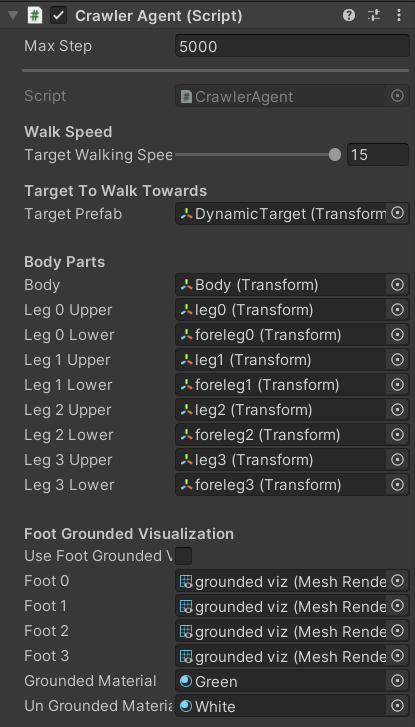 Crawler Agent (Script)
Max Step 5000
Script CrawlerAgent
Walk Speed
Target Walking Spee 15
Target To Walk Towards
Target Prefab DynamicTarget (Transform
Body Parts
Body Body (Transform)
Leg 0 Upper leg0 (Transform)
Leg 0 Lower foreleg0 (Transform)
Leg 1 Upper leg1 (Transform)
Leg 1 Lower foreleg1 (Transform)
Leg 2 Upper leg2 (Transform)
Leg 2 Lower foreleg2 (Transform)
Leg 3 Upper leg3 (Transform)
Leg 3 Lower foreleg3 (Transform)
Foot Grounded Visualization
Use Foot Grounded V
Foot 0 grounded viz (Mesh Rende
Foot 1 grounded viz (Mesh Rende
Foot 2 grounded viz (Mesh Rende
Foot 3 grounded viz (Mesh Rende
Grounded Material Green
Un Grounded Materia White